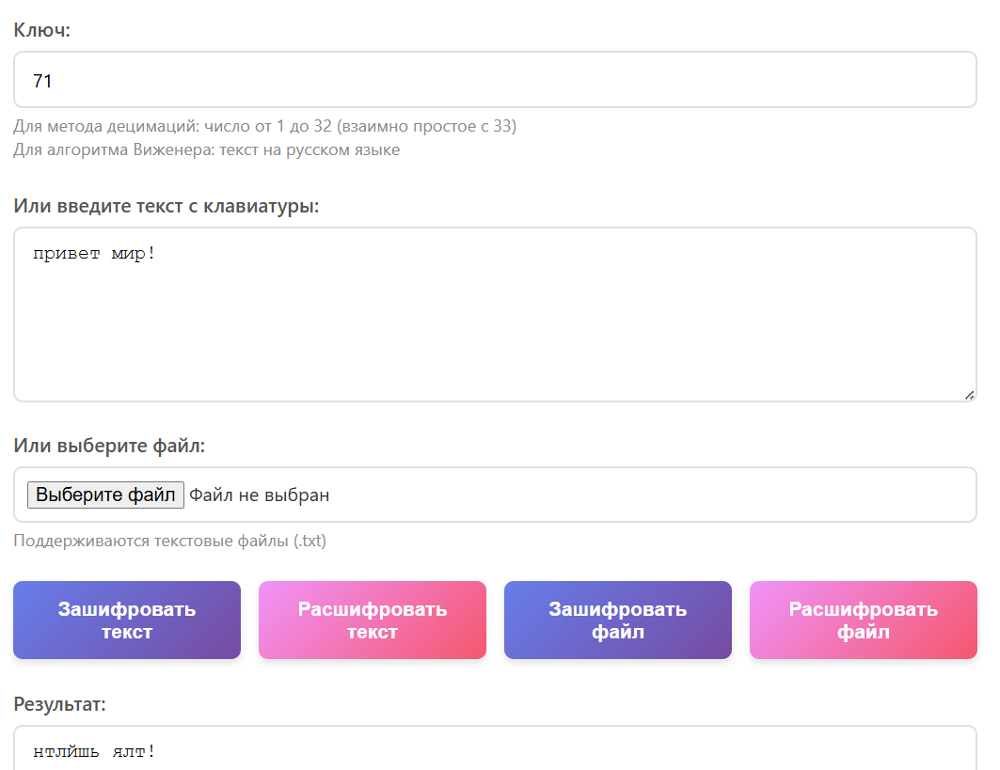 Ключ:
71
Для метода децимаций: число от 1 до 32 (взаимно простое с 33)
Для алгоритма Виженера: текст на русском языке
Или введите текст с клавиатуры:
привет мир!
Или выберите файл:
Выберите файл Файл не выбран
Поддерживаются текстовые файлы (.txt)
Зашифровать текст
Расшифровать текст
Зашифровать файл
Расшифровать файл
Результат:
нтлйшь ялт!